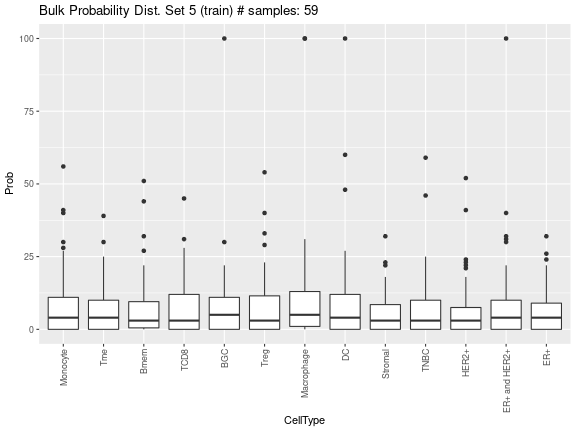 Bulk Probability Dist. Set 5 (train) # samples: 59
Prob
100
75
50
25
0
Monocyte
Tme
Bmem
TCD8
BGC
Treg
Macrophage
DC
Stromal
TNBC
HER2+
ER+ and HER2+
ER+
CellType